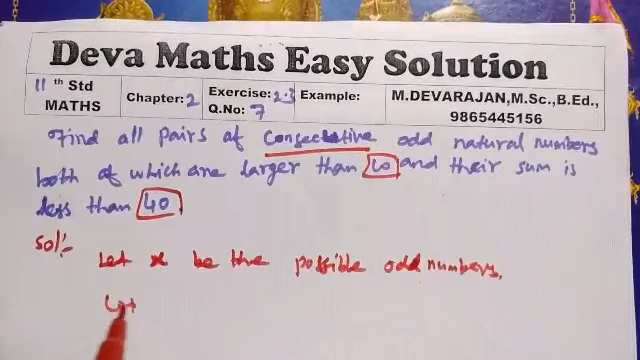 Deva Maths Easy Solution
11th Std MATHS
Chapter: 2
Exercise: 2.3
Q.No: 7
Example:
M.DEVARAJAN,M.Sc.,B.Ed.,
9865445156
Find all pairs of consecutive odd natural numbers
both of which are larger than 10 and their sum is
less than 40
Sol:-
Let x be the possible odd numbers.